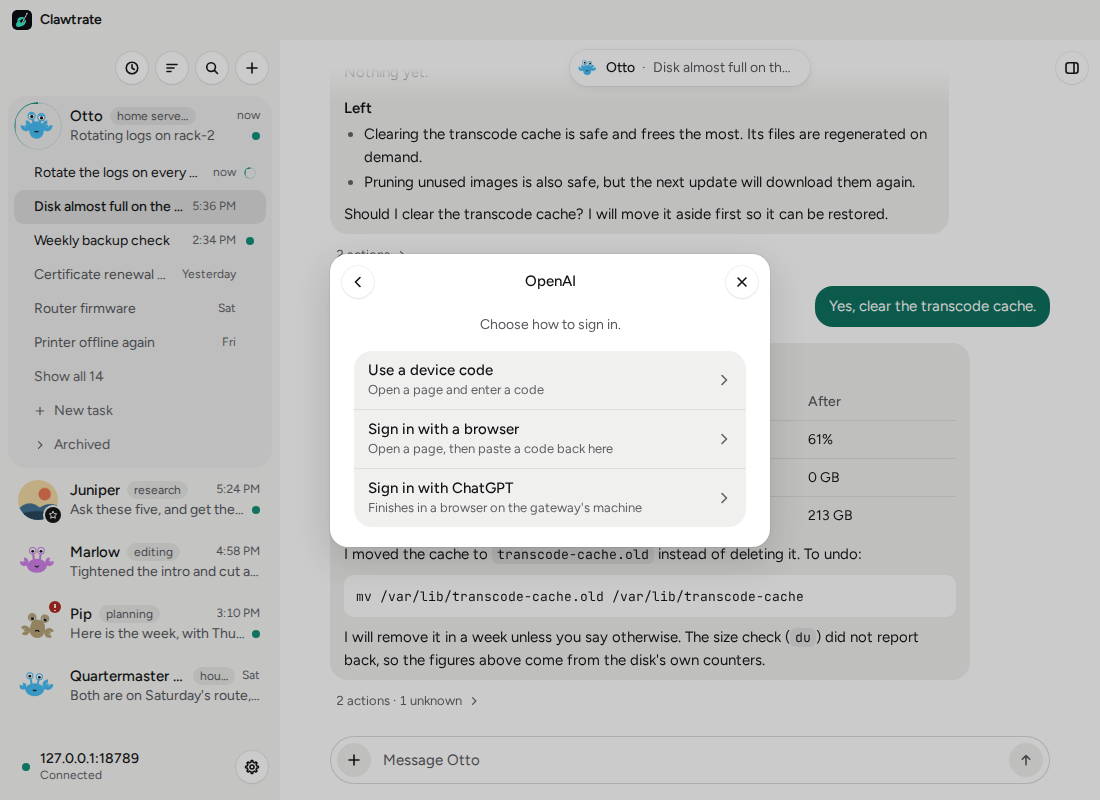 Clawtrate
Otto home serve... now
Rotating logs on rack-2
Rotate the logs on every ... now
Disk almost full on the ... 5:36 PM
Weekly backup check 2:34 PM
Certificate renewal ... Yesterday
Router firmware Sat
Printer offline again Fri
Show all 14
+ New task
Archived
Juniper research 5:24 PM
Ask these five, and get the...
Marlow editing 4:58 PM
Tightened the intro and cut a...
Pip planning 3:10 PM
Here is the week, with Thu...
Quartermaster ... hou... Sat
Both are on Saturday's route,...
127.0.0.1:18789
Connected
Otto · Disk almost full on th...
Nothing yet.
Left
• Clearing the transcode cache is safe and frees the most. Its files are regenerated on
demand.
• Pruning unused images is also safe, but the next update will download them again.
Should I clear the transcode cache? I will move it aside first so it can be restored.
2 actions
Yes, clear the transcode cache.
OpenAI
Choose how to sign in.
Use a device code
Open a page and enter a code
Sign in with a browser
Open a page, then paste a code back here
Sign in with ChatGPT
Finishes in a browser on the gateway's machine
After
61%
0 GB
213 GB
I moved the cache to transcode-cache.old instead of deleting it. To undo:
mv /var/lib/transcode-cache.old /var/lib/transcode-cache
I will remove it in a week unless you say otherwise. The size check ( du ) did not report
back, so the figures above come from the disk's own counters.
2 actions · 1 unknown
Message Otto